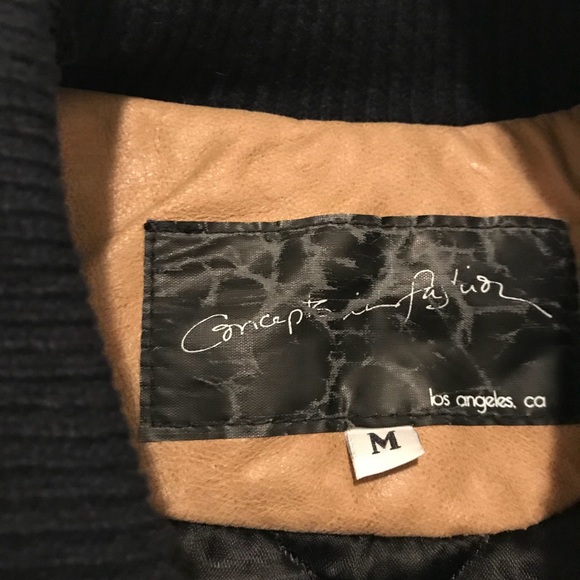 Concepts in fashion
los angeles, ca
M